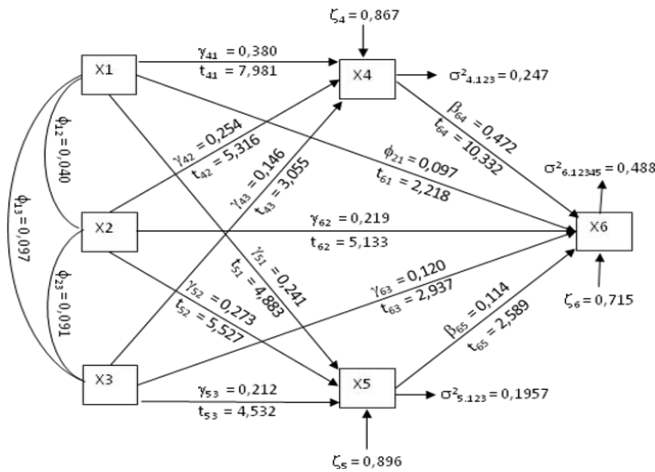 ζ₄ = 0,867
X1
γ₄₁ = 0,380
t₄₁ = 7,981
X4
σ²₄.₁₂₃ = 0,247
ϕ₁₂ = 0,040
ϕ₁₃ = 0,097
γ₄₂ = 0,254
t₄₂ = 5,316
γ₄₃ = 0,146
t₄₃ = 3,055
ϕ₂₁ = 0,097
t₆₁ = 2,218
β₆₄ = 0,472
t₆₄ = 10,332
σ²₆.₁₂₃₄₅ = 0,488
X2
γ₆₂ = 0,219
t₆₂ = 5,133
X6
ϕ₂₃ = 0,091
γ₅₁ = 0,241
t₅₁ = 4,883
γ₅₂ = 0,273
t₅₂ = 5,527
γ₆₃ = 0,120
t₆₃ = 2,937
β₆₅ = 0,114
t₆₅ = 2,589
ζ₆ = 0,715
X3
γ₅₃ = 0,212
t₅₃ = 4,532
X5
σ²₅.₁₂₃ = 0,1957
ζ₅ = 0,896